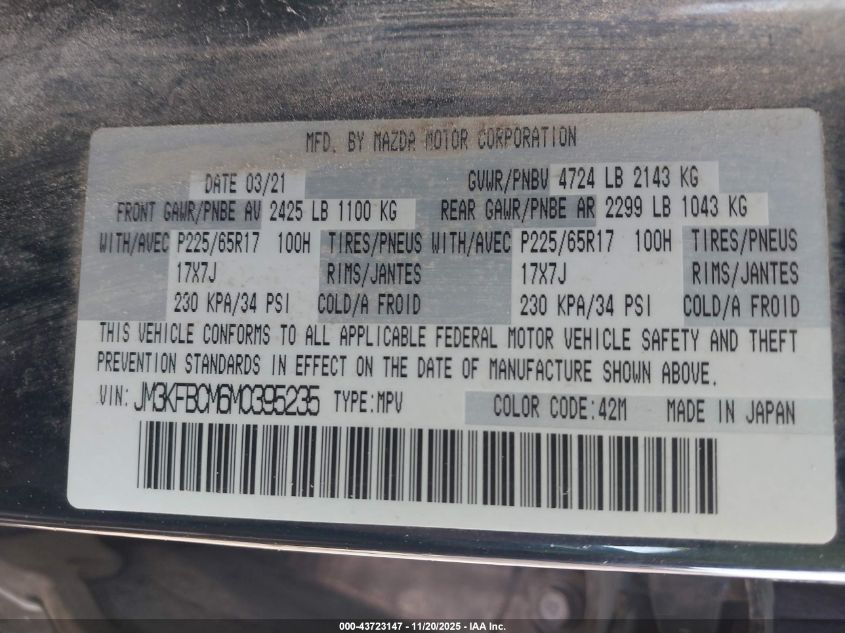 MFD. BY MAZDA MOTOR CORPORATION
DATE 03/21 GVWR/PNBV 4724 LB 2143 KG
FRONT GAWR/PNBE AV 2425 LB 1100 KG REAR GAWR/PNBE AR 2299 LB 1043 KG
WITH/AVEC P225/65R17 100H TIRES/PNEUS WITH/AVEC P225/65R17 100H TIRES/PNEUS
17X7J RIMS/JANTES 17X7J RIMS/JANTES
230 KPA/34 PSI COLD/A FROID 230 KPA/34 PSI COLD/A FROID
THIS VEHICLE CONFORMS TO ALL APPLICABLE FEDERAL MOTOR VEHICLE SAFETY AND THEFT
PREVENTION STANDARDS IN EFFECT ON THE DATE OF MANUFACTURE SHOWN ABOVE.
VIN: JM3KFBCM6M0395235 TYPE:MPV COLOR CODE:42M MADE IN JAPAN
000-43723147 - 11/20/2025 - IAA Inc.